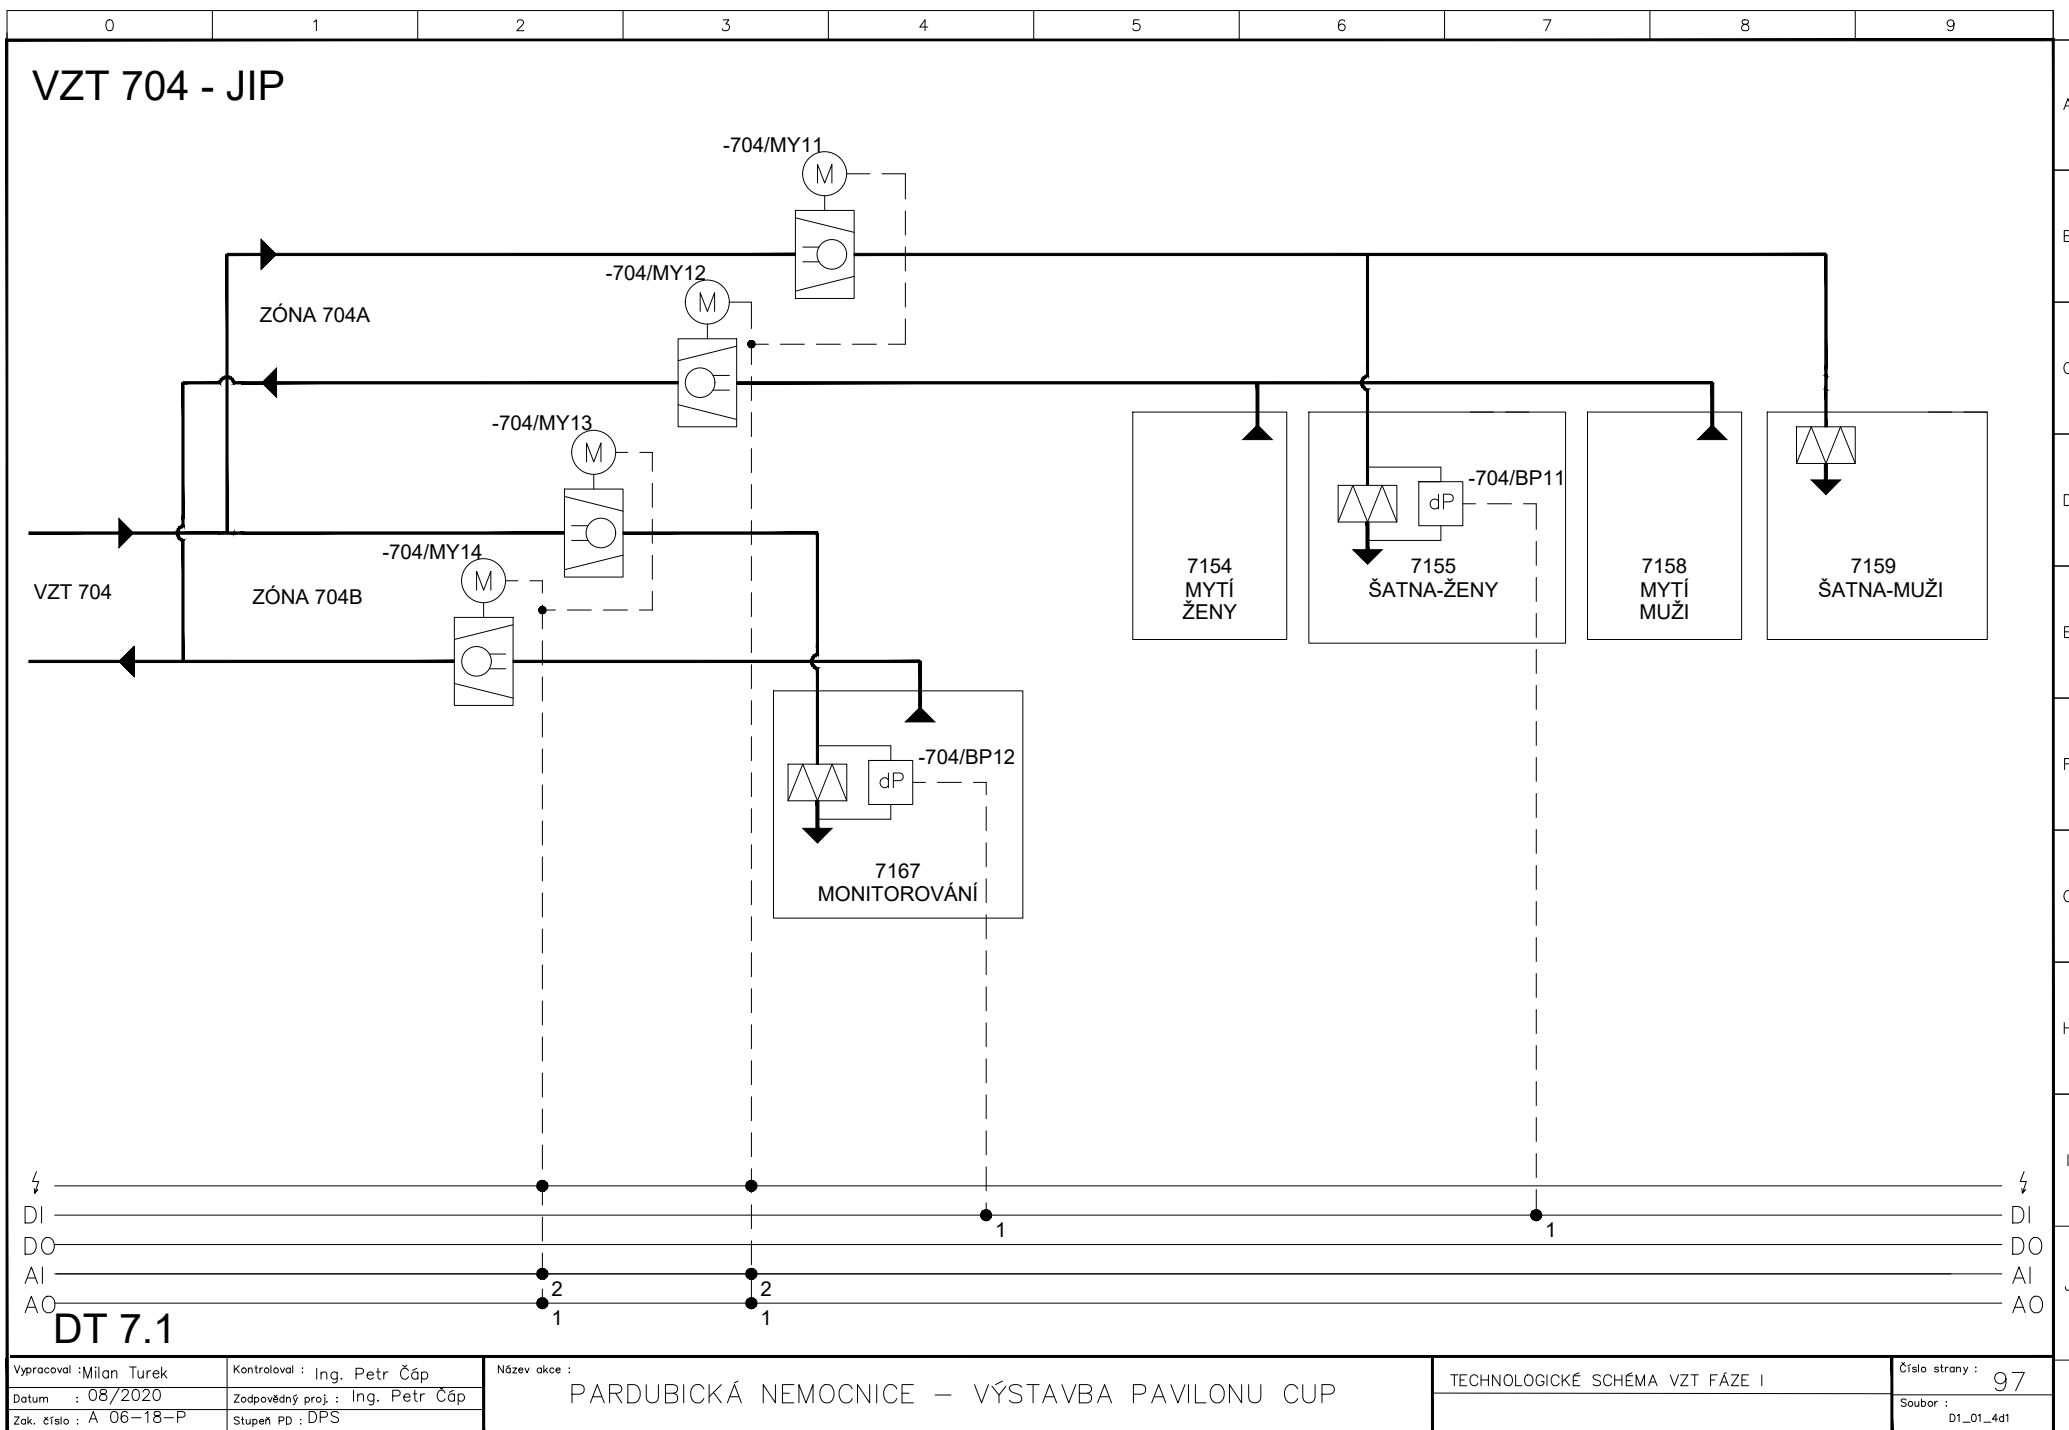 0 1 2 3 4 5 6 7 8 9
VZT 704 - JIP
A
-704/MY11
M
B
-704/MY12
M
ZÓNA 704A
-704/MY13
M
-704/BP11
dP
D
-704/MY14
M
7154
MYTÍ
ŽENY
7155
ŠATNA-ŽENY
7158
MYTÍ
MUŽI
7159
ŠATNA-MUŽI
VZT 704
ZÓNA 704B
E
-704/BP12
dP
F
7167
MONITOROVÁNÍ
H
I
DI 1 1 DI
DO DO
AI AI
2 2
AO AO
1 1
J
DT 7.1
Vypracoval : Milan Turek
Datum : 08/2020
Zak. číslo : A 06-18-P
Kontroloval : Ing. Petr Čáp
Zodpovědný proj. : Ing. Petr Čáp
Stupeň PD : DPS
Název akce :
PARDUBICKÁ NEMOCNICE – VÝSTAVBA PAVILONU CUP
TECHNOLOGICKÉ SCHÉMA VZT FÁZE I
Číslo strany : 97
Soubor :
D1_01_4d1